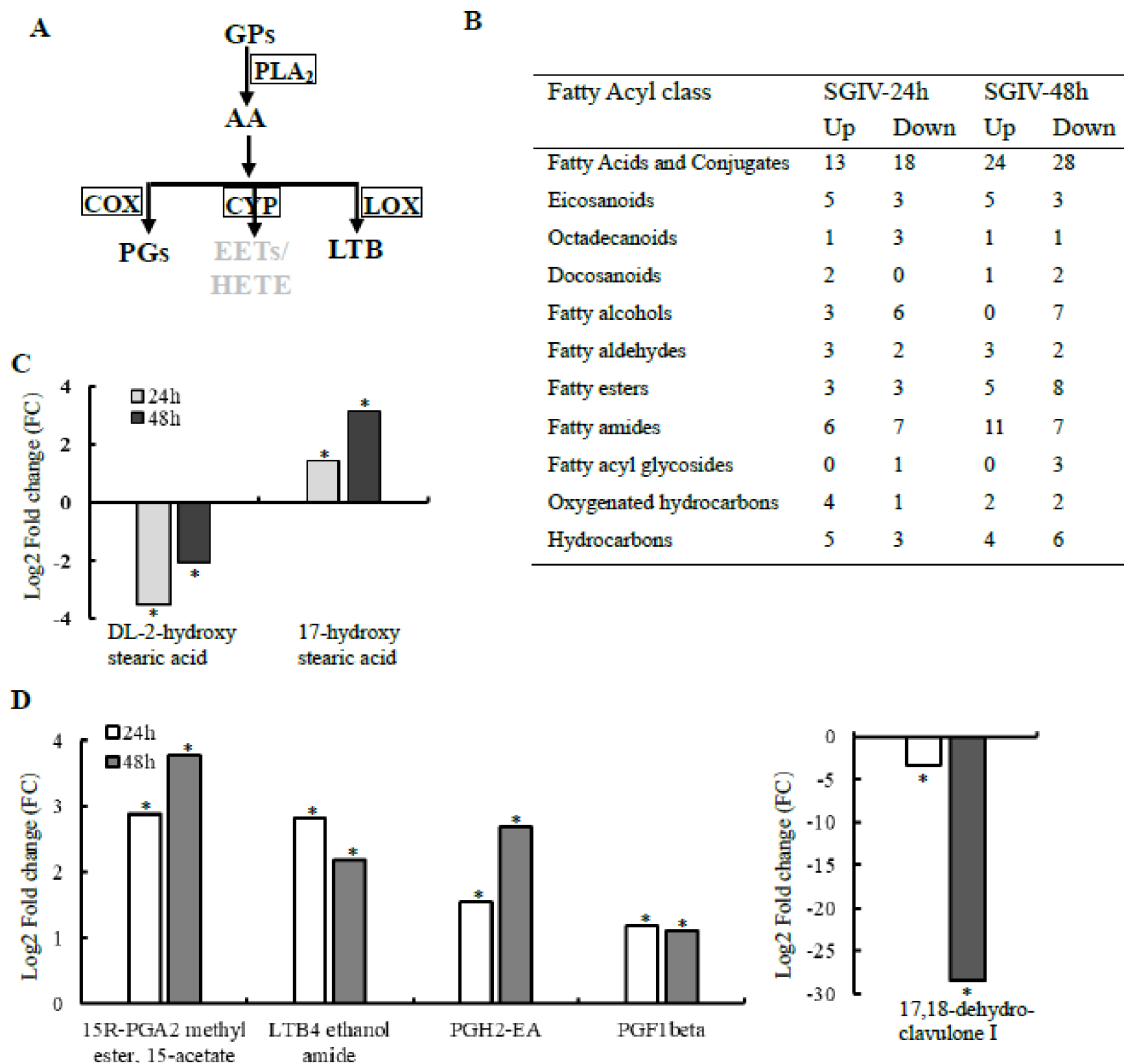 A
GPs
PLA2
AA
COX
CYP
LOX
PGs
EETs/
HETE
LTB
B
Fatty Acyl class SGIV-24h SGIV-48h
Up Down Up Down
Fatty Acids and Conjugates 13 18 24 28
Eicosanoids 5 3 5 3
Octadecanoids 1 3 1 1
Docosanoids 2 0 1 2
Fatty alcohols 3 6 0 7
Fatty aldehydes 3 2 3 2
Fatty esters 3 3 5 8
Fatty amides 6 7 11 7
Fatty acyl glycosides 0 1 0 3
Oxygenated hydrocarbons 4 1 2 2
Hydrocarbons 5 3 4 6
C
Log2 Fold change (FC)
4
2
0
-2
-4
24h
48h
*
*
*
*
DL-2-hydroxy
stearic acid
17-hydroxy
stearic acid
D
Log2 Fold change (FC)
4
3
2
1
0
24h
48h
*
*
*
*
*
*
*
*
15R-PGA2 methyl
ester, 15-acetate
LTB4 ethanol
amide
PGH2-EA
PGF1beta
Log2 Fold change (FC)
0
-5
-10
-15
-20
-25
-30
*
*
17,18-dehydro-
clavulone I